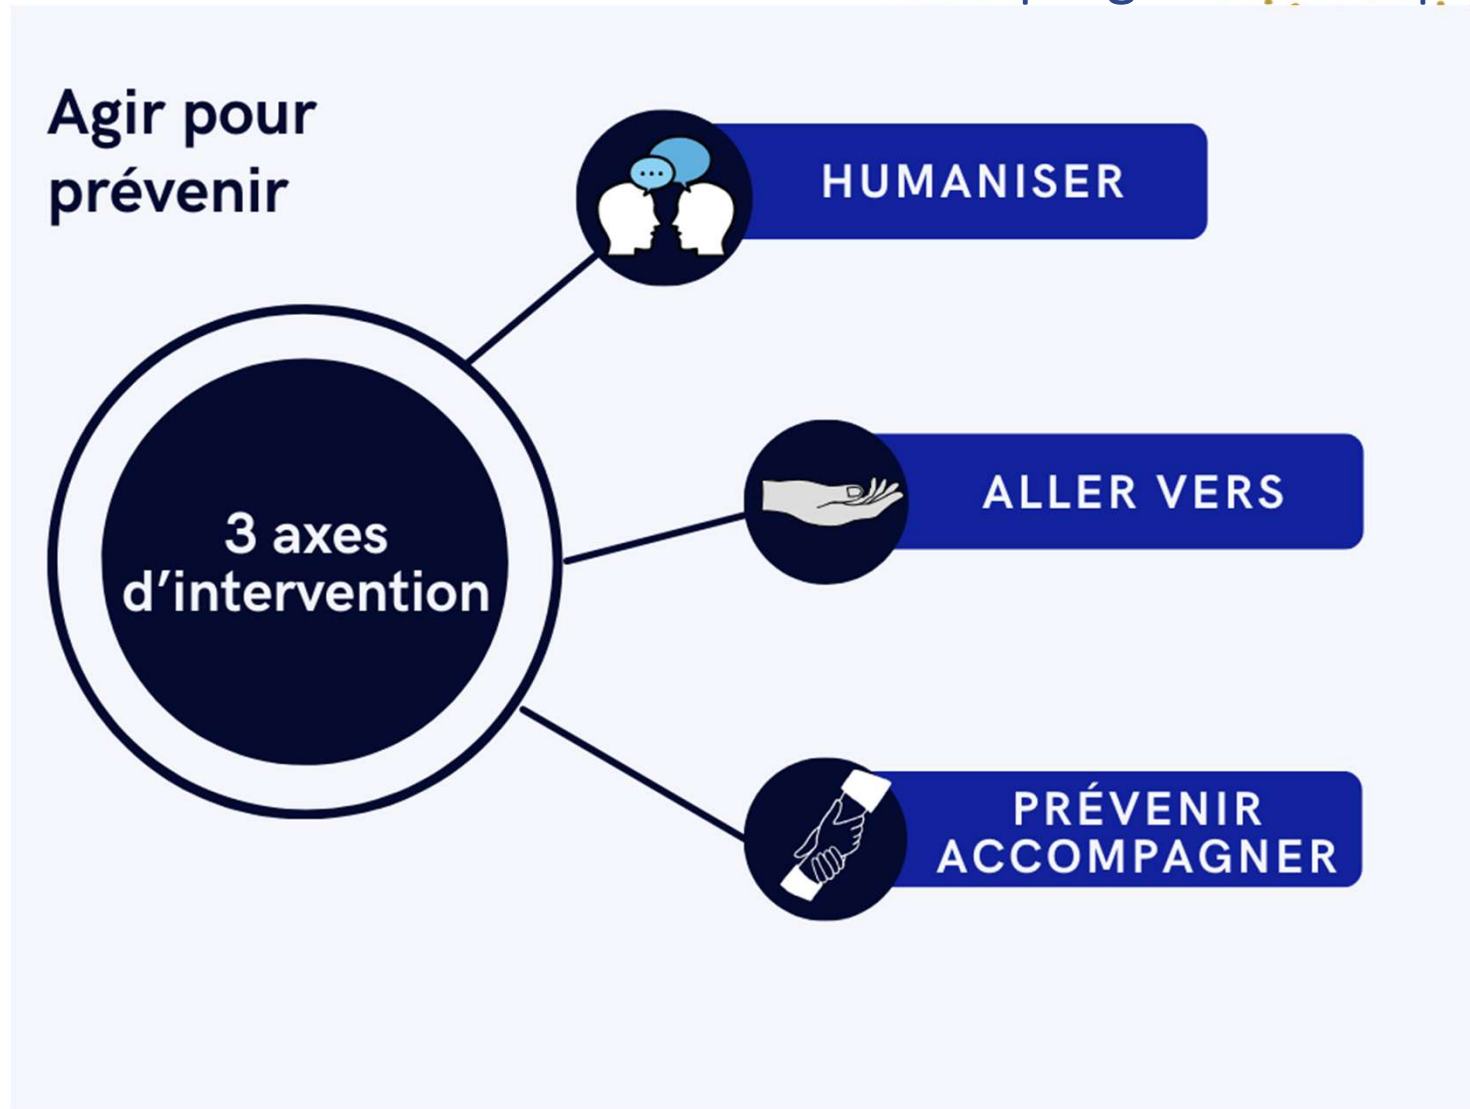 Agir pour
prévenir
HUMANISER
ALLER VERS
3 axes
d’intervention
PRÉVENIR
ACCOMPAGNER